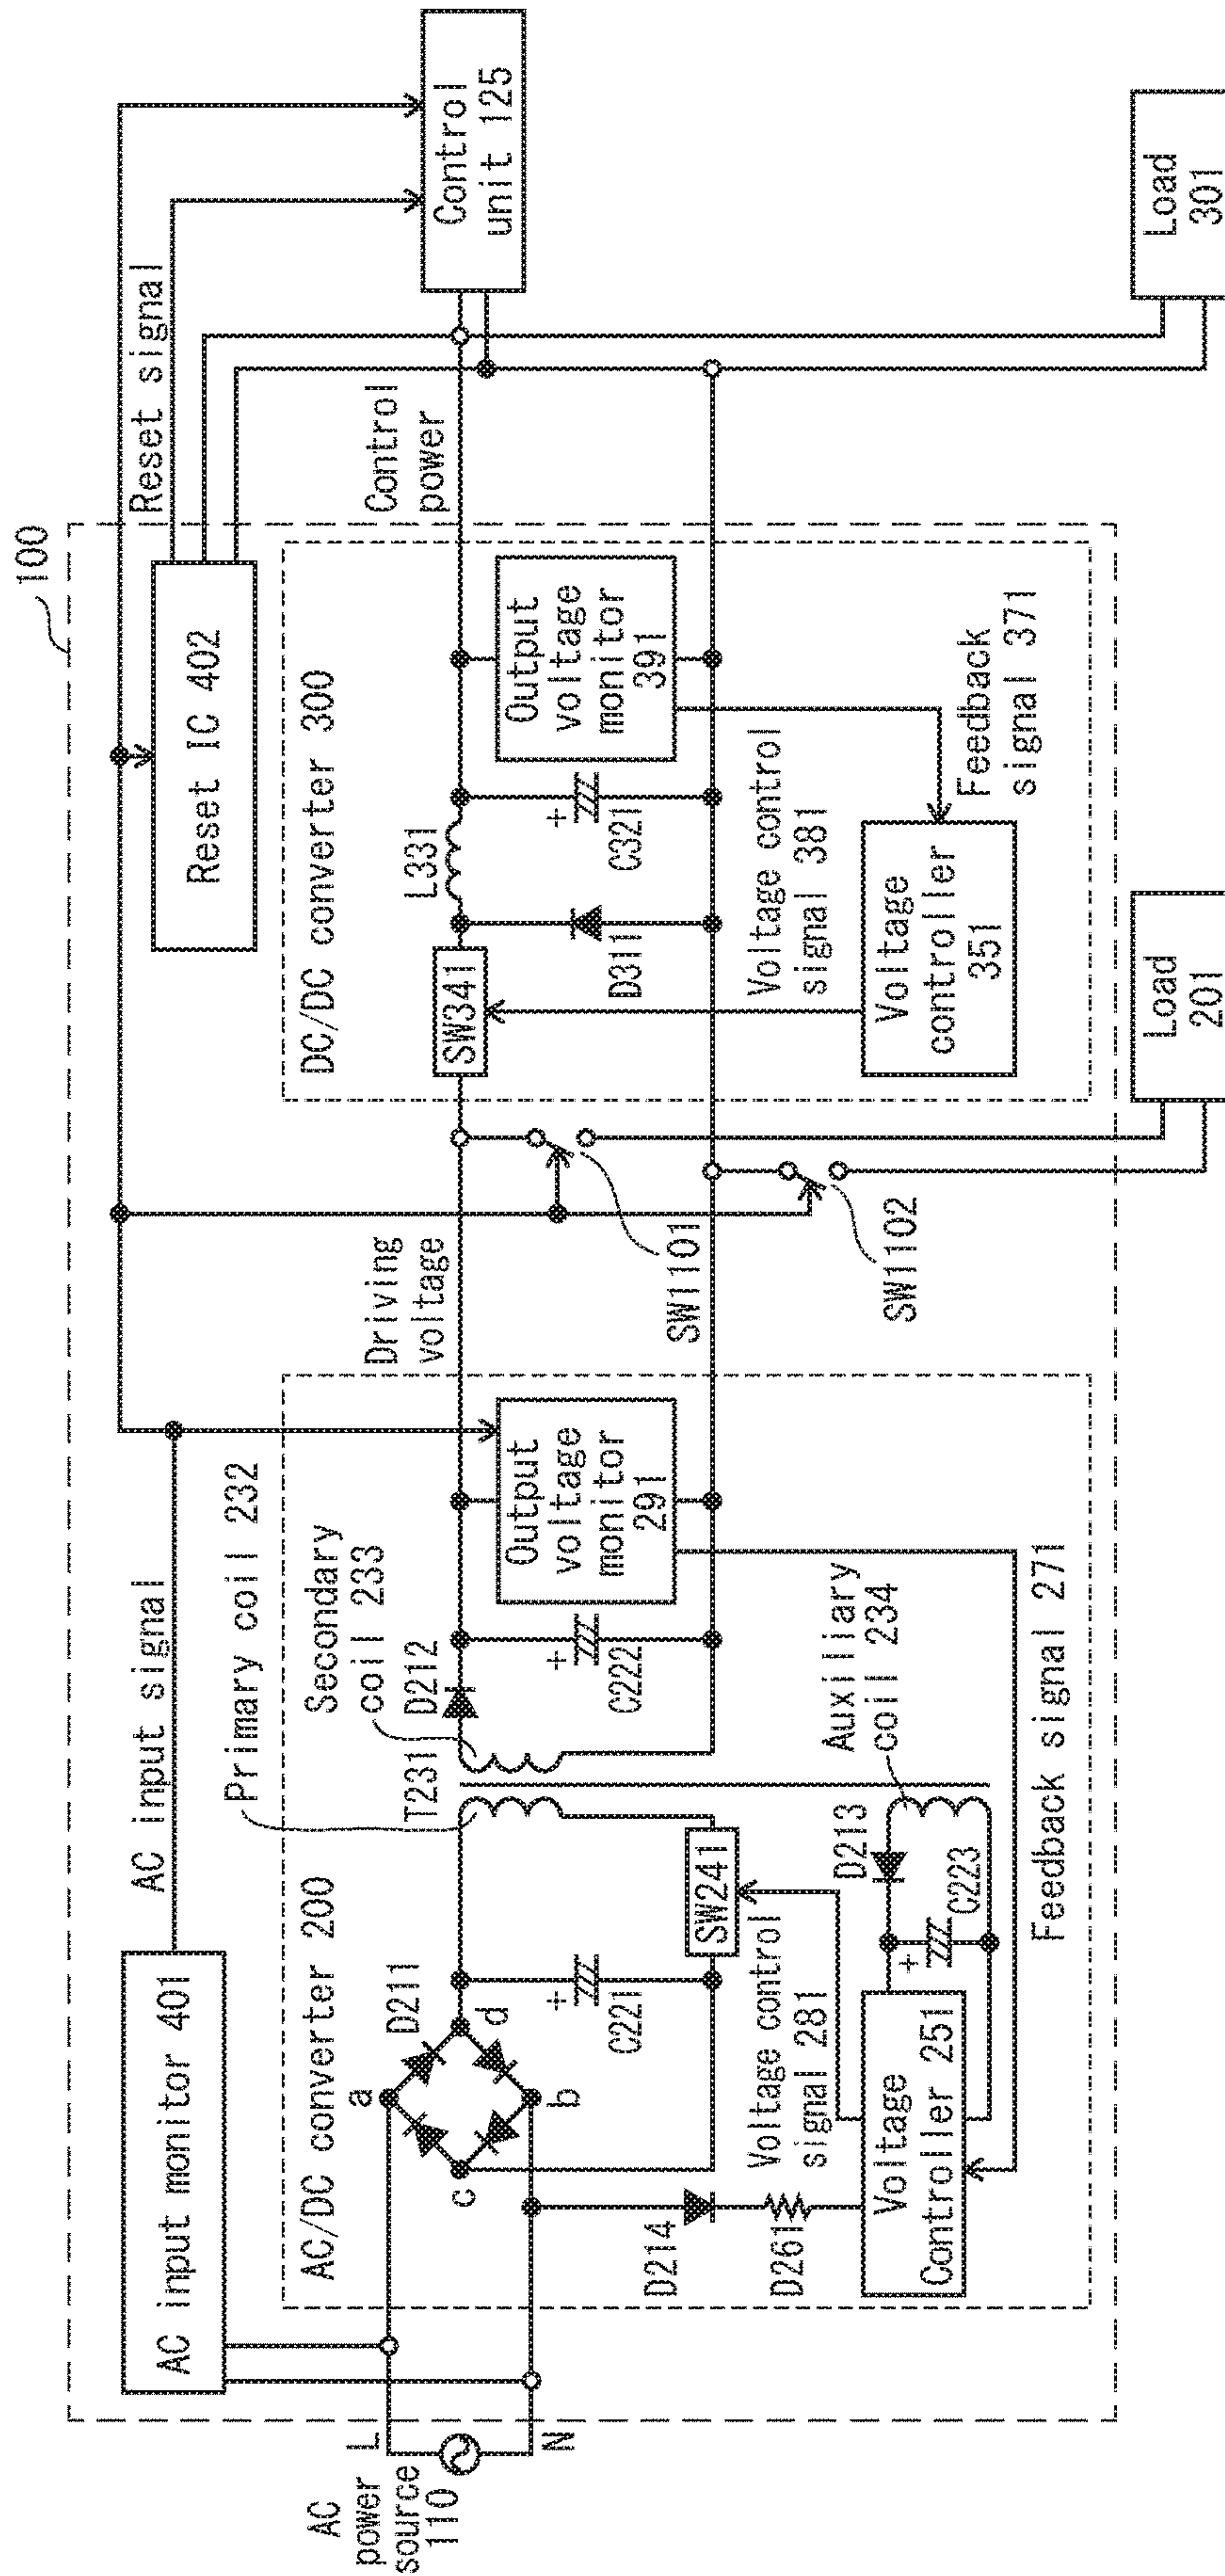 100
AC input monitor 401
AC input signal
Reset IC 402
Reset signal
Primary coil 232
AC
power
source
110
L
N
AC/DC converter 200
D211
a
b
c
d
C221
T231
Secondary
coil 233
D212
C222
+
+
Output
voltage
monitor
291
SW241
Voltage control
signal 281
D214
D261
Voltage
Controller 251
D213
C223
+
Auxiliary
coil 234
Feedback signal 271
Driving
voltage
SW1101
SW1102
DC/DC converter 300
SW341
L331
D311
C321
+
Output
voltage
monitor
391
Voltage control
signal 381
Voltage
controller
351
Feedback
signal 371
Control
power
Control
unit 125
Load
201
Load
301